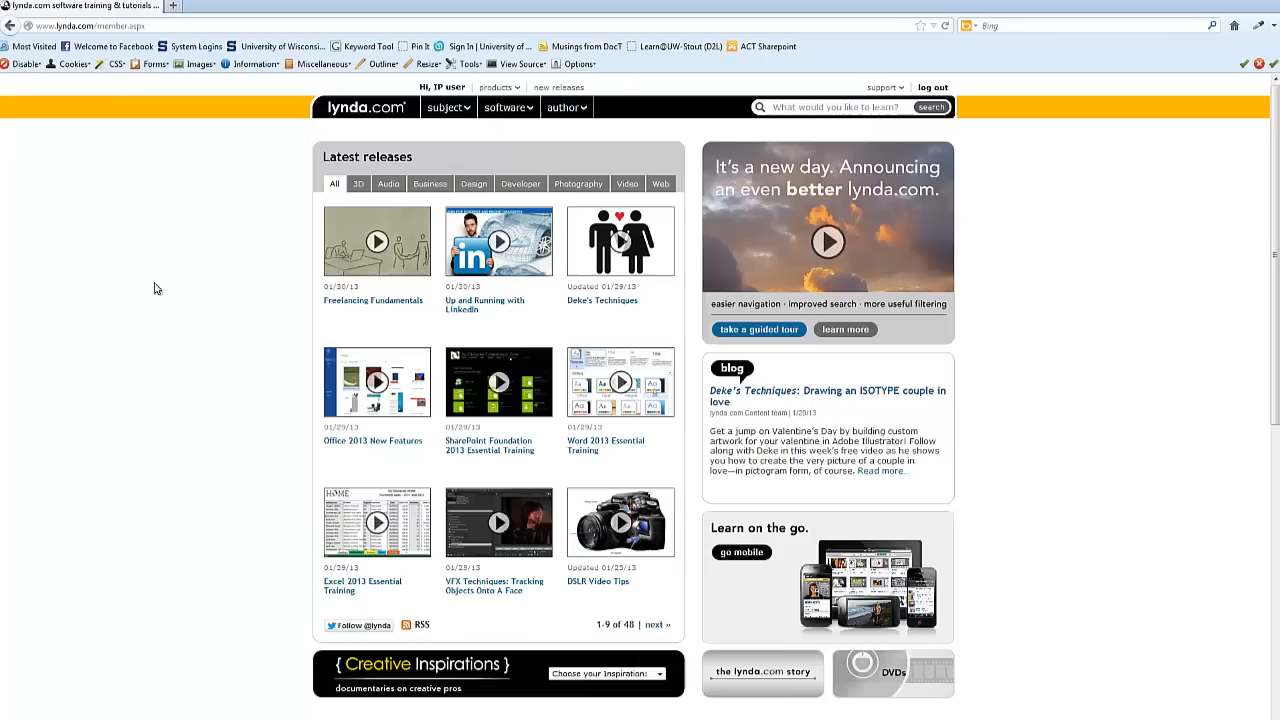 lynda.com software training & tutorials ...
www.lynda.com/member.aspx
Bing
Most Visited Welcome to Facebook System Logins University of Wisconsi... Keyword Tool Pin It Sign In | University of ... Musings from DocT Learn@UW-Stout (D2L) ACT Sharepoint
Disable Cookies CSS Forms Images Information Miscellaneous Outline Resize Tools View Source Options
Hi, IP user products new releases support log out
lynda.com subject software author What would you like to learn? search
Latest releases
All 3D Audio Business Design Developer Photography Video Web
in
01/30/13
Freelancing Fundamentals
01/30/13
Up and Running with
LinkedIn
Updated 01/29/13
Deke's Techniques
01/29/13
Office 2013 New Features
01/29/13
SharePoint Foundation
2013 Essential Training
01/29/13
Word 2013 Essential
Training
HOME
01/29/13
Excel 2013 Essential
Training
01/28/13
VFX Techniques: Tracking
Objects Onto A Face
Updated 01/25/13
DSLR Video Tips
Follow @lynda RSS 1-9 of 48 | next »
{ Creative Inspirations }
documentaries on creative pros
Choose your Inspiration:
It's a new day. Announcing
an even better lynda.com.
easier navigation · improved search · more useful filtering
take a guided tour learn more
blog
Deke's Techniques: Drawing an ISOTYPE couple in
love
lynda.com Content team | 1/29/13
Get a jump on Valentine's Day by building custom
artwork for your valentine in Adobe Illustrator! Follow
along with Deke in this week's free video as he shows
you how to create the very picture of a couple in
love—in pictogram form, of course. Read more...
Learn on the go.
go mobile
the lynda.com story
DVDs